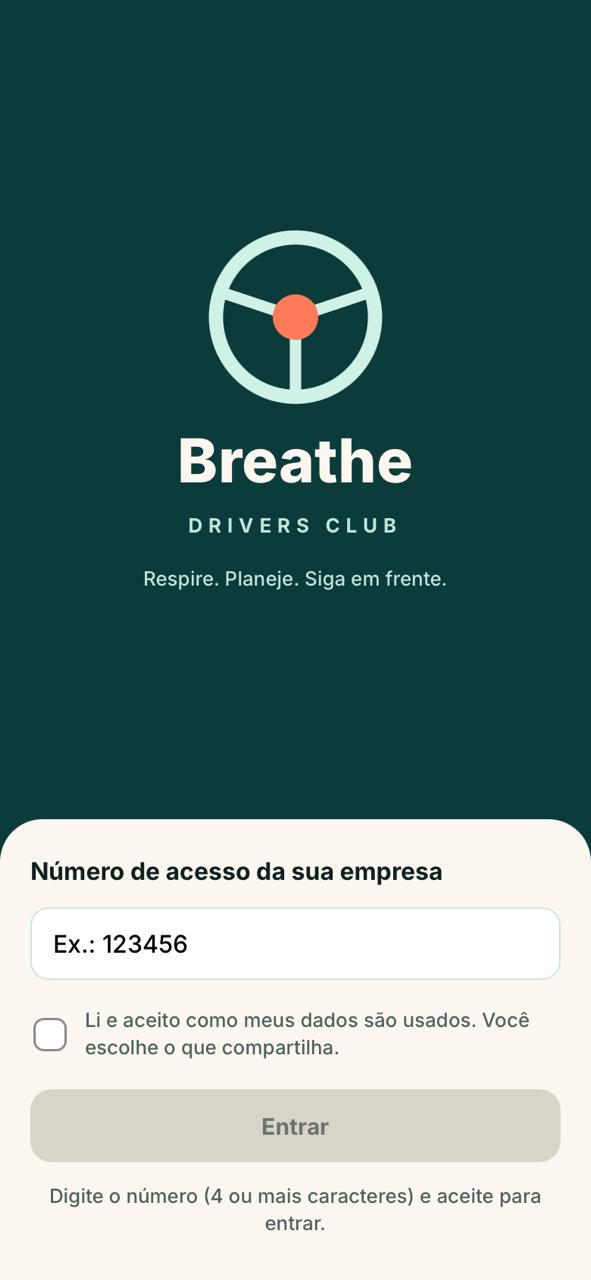 Breathe
DRIVERS CLUB
Respire. Planeje. Siga em frente.
Número de acesso da sua empresa
Ex.: 123456
Li e aceito como meus dados são usados. Você
escolhe o que compartilha.
Entrar
Digite o número (4 ou mais caracteres) e aceite para
entrar.